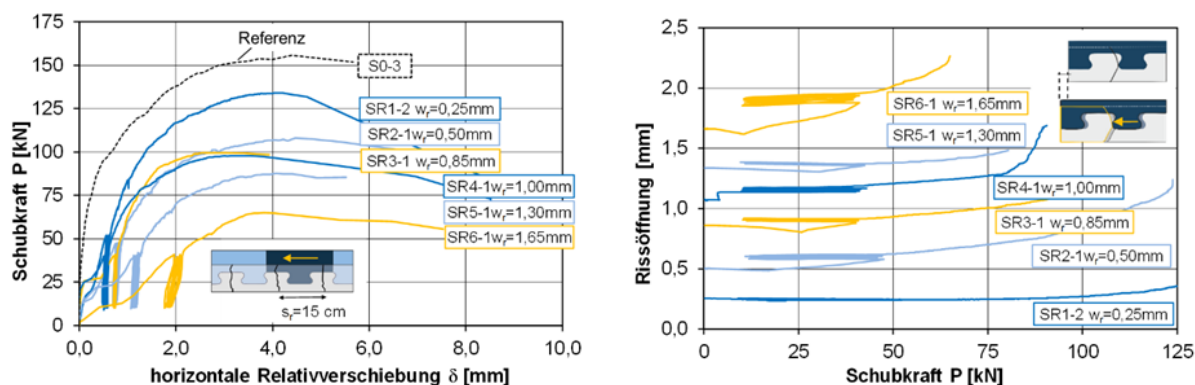 175
150
125
100
75
50
25
0
Schubkraft P [kN]
0,0
2,0
4,0
6,0
8,0
10,0
horizontale Relativverschiebung δ [mm]
Referenz
S0-3
SR1-2 wr=0,25mm
SR2-1wr=0,50mm
SR3-1 wr=0,85mm
SR4-1wr=1,00mm
SR5-1wr=1,30mm
SR6-1wr=1,65mm
sr=15 cm
2,5
2,0
1,5
1,0
0,5
0,0
Rissöffnung [mm]
0
25
50
75
100
125
Schubkraft P [kN]
SR6-1 wr=1,65mm
SR5-1 wr=1,30mm
SR4-1wr=1,00mm
SR3-1 wr=0,85mm
SR2-1wr=0,50mm
SR1-2 wr=0,25mm